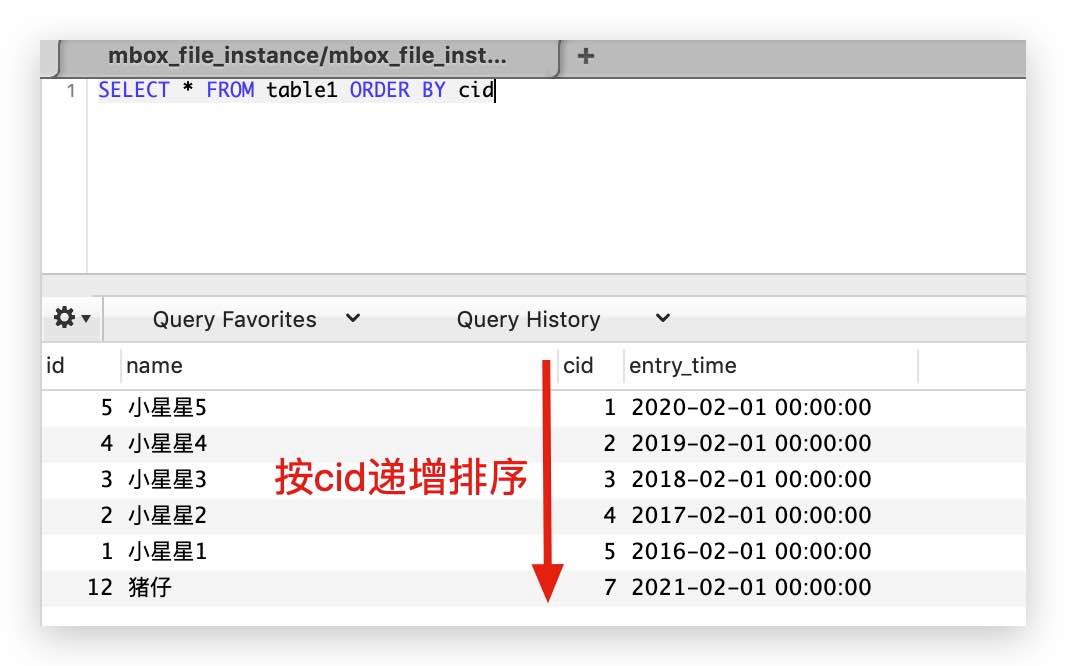 mbox_file_instance/mbox_file_inst... +
1 SELECT * FROM table1 ORDER BY cid
Query Favorites Query History
id name cid entry_time
5 小星星5 1 2020-02-01 00:00:00
4 小星星4 2 2019-02-01 00:00:00
3 小星星3 3 2018-02-01 00:00:00
按cid递增排序
2 小星星2 4 2017-02-01 00:00:00
1 小星星1 5 2016-02-01 00:00:00
12 猪仔 7 2021-02-01 00:00:00